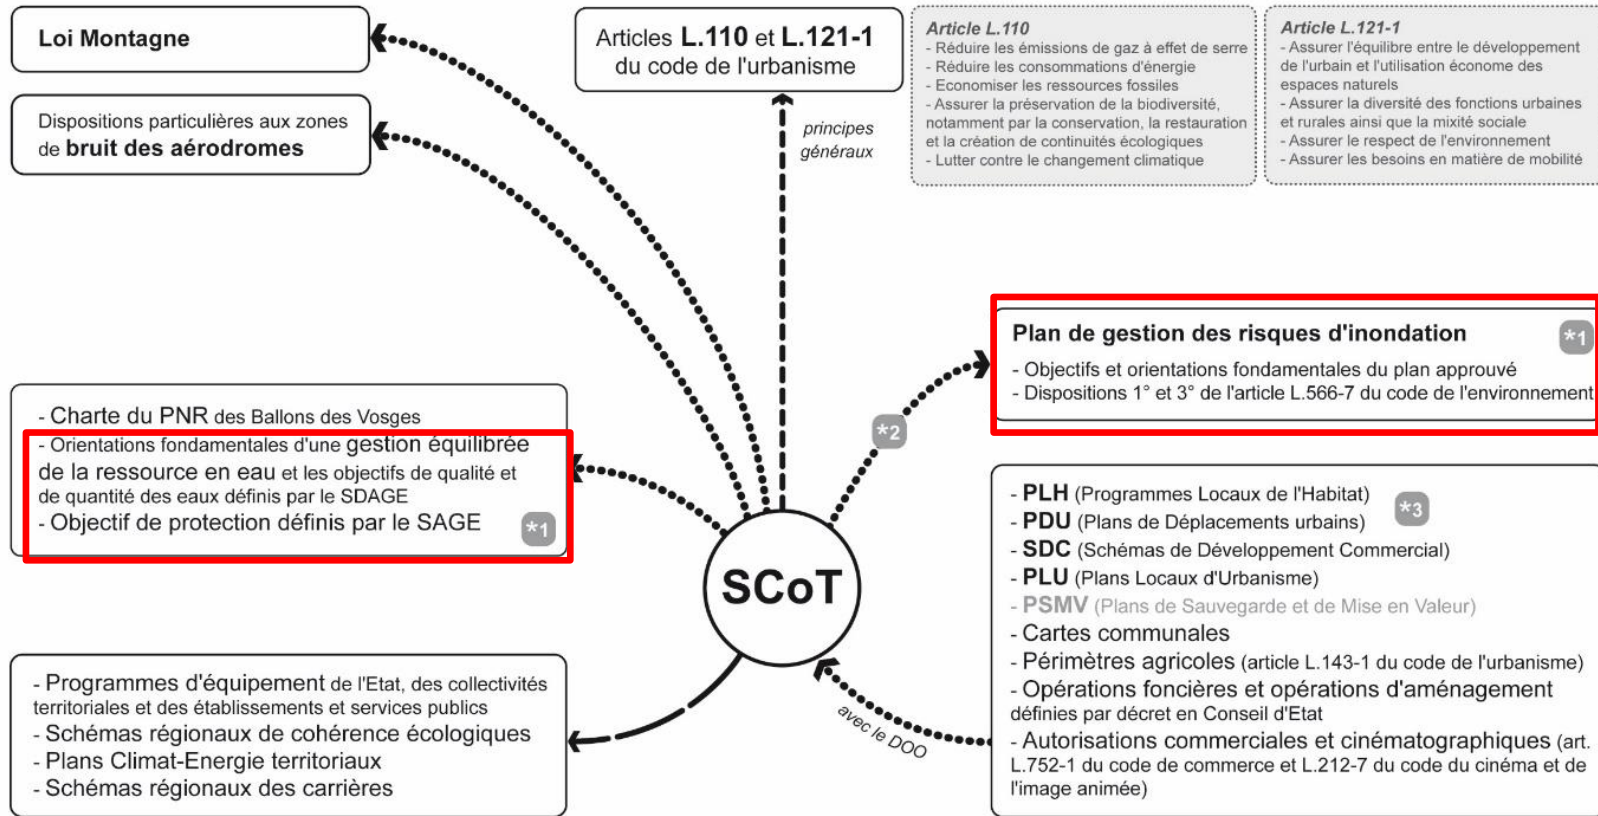 Loi Montagne
Dispositions particulières aux zones
de bruit des aérodromes
Articles L.110 et L.121-1
du code de l'urbanisme
principes
généraux
Article L.110
- Réduire les émissions de gaz à effet de serre
- Réduire les consommations d'énergie
- Economiser les ressources fossiles
- Assurer la préservation de la biodiversité,
notamment par la conservation, la restauration
et la création de continuités écologiques
- Lutter contre le changement climatique
Article L.121-1
- Assurer l'équilibre entre le développement
de l'urbain et l'utilisation économe des
espaces naturels
- Assurer la diversité des fonctions urbaines
et rurales ainsi que la mixité sociale
- Assurer le respect de l'environnement
- Assurer les besoins en matière de mobilité
Plan de gestion des risques d'inondation
*1
- Objectifs et orientations fondamentales du plan approuvé
- Dispositions 1° et 3° de l'article L.566-7 du code de l'environnement
*2
- Charte du PNR des Ballons des Vosges
- Orientations fondamentales d'une gestion équilibrée
de la ressource en eau et les objectifs de qualité et
de quantité des eaux définis par le SDAGE
- Objectif de protection définis par le SAGE
*1
SCoT
- PLH (Programmes Locaux de l'Habitat)
*3
- PDU (Plans de Déplacements urbains)
- SDC (Schémas de Développement Commercial)
- PLU (Plans Locaux d'Urbanisme)
- PSMV (Plans de Sauvegarde et de Mise en Valeur)
- Cartes communales
- Périmètres agricoles (article L.143-1 du code de l'urbanisme)
- Opérations foncières et opérations d'aménagement
définies par décret en Conseil d'Etat
- Autorisations commerciales et cinématographiques (art.
L.752-1 du code de commerce et L.212-7 du code du cinéma et de
l'image animée)
avec le DOO
- Programmes d'équipement de l'Etat, des collectivités
territoriales et des établissements et services publics
- Schémas régionaux de cohérence écologiques
- Plans Climat-Energie territoriaux
- Schémas régionaux des carrières